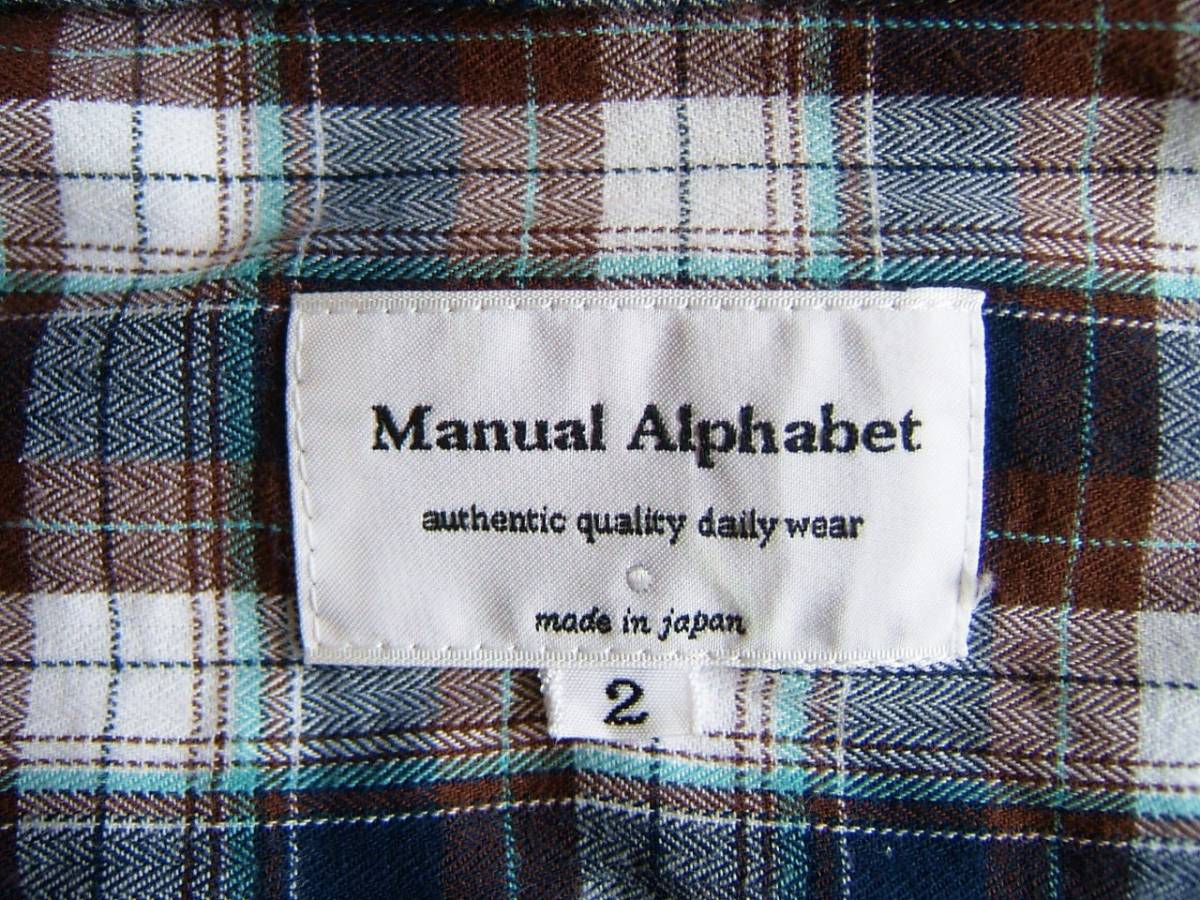 Manual Alphabet
authentic quality daily wear
made in japan
2